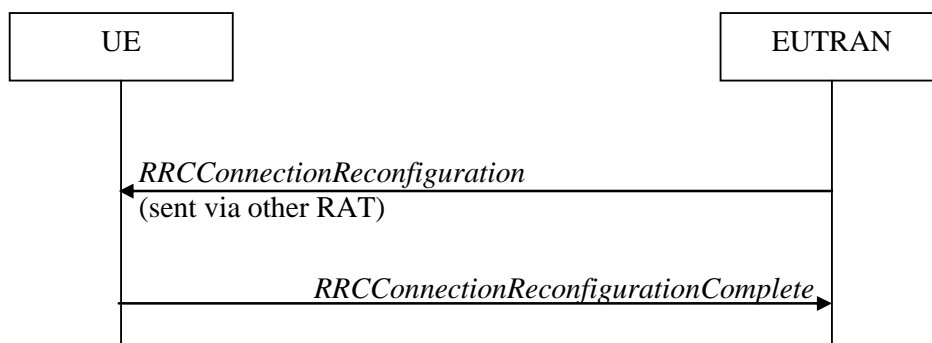 UE
EUTRAN
RRCConnectionReconfiguration
(sent via other RAT)
RRCConnectionReconfigurationComplete